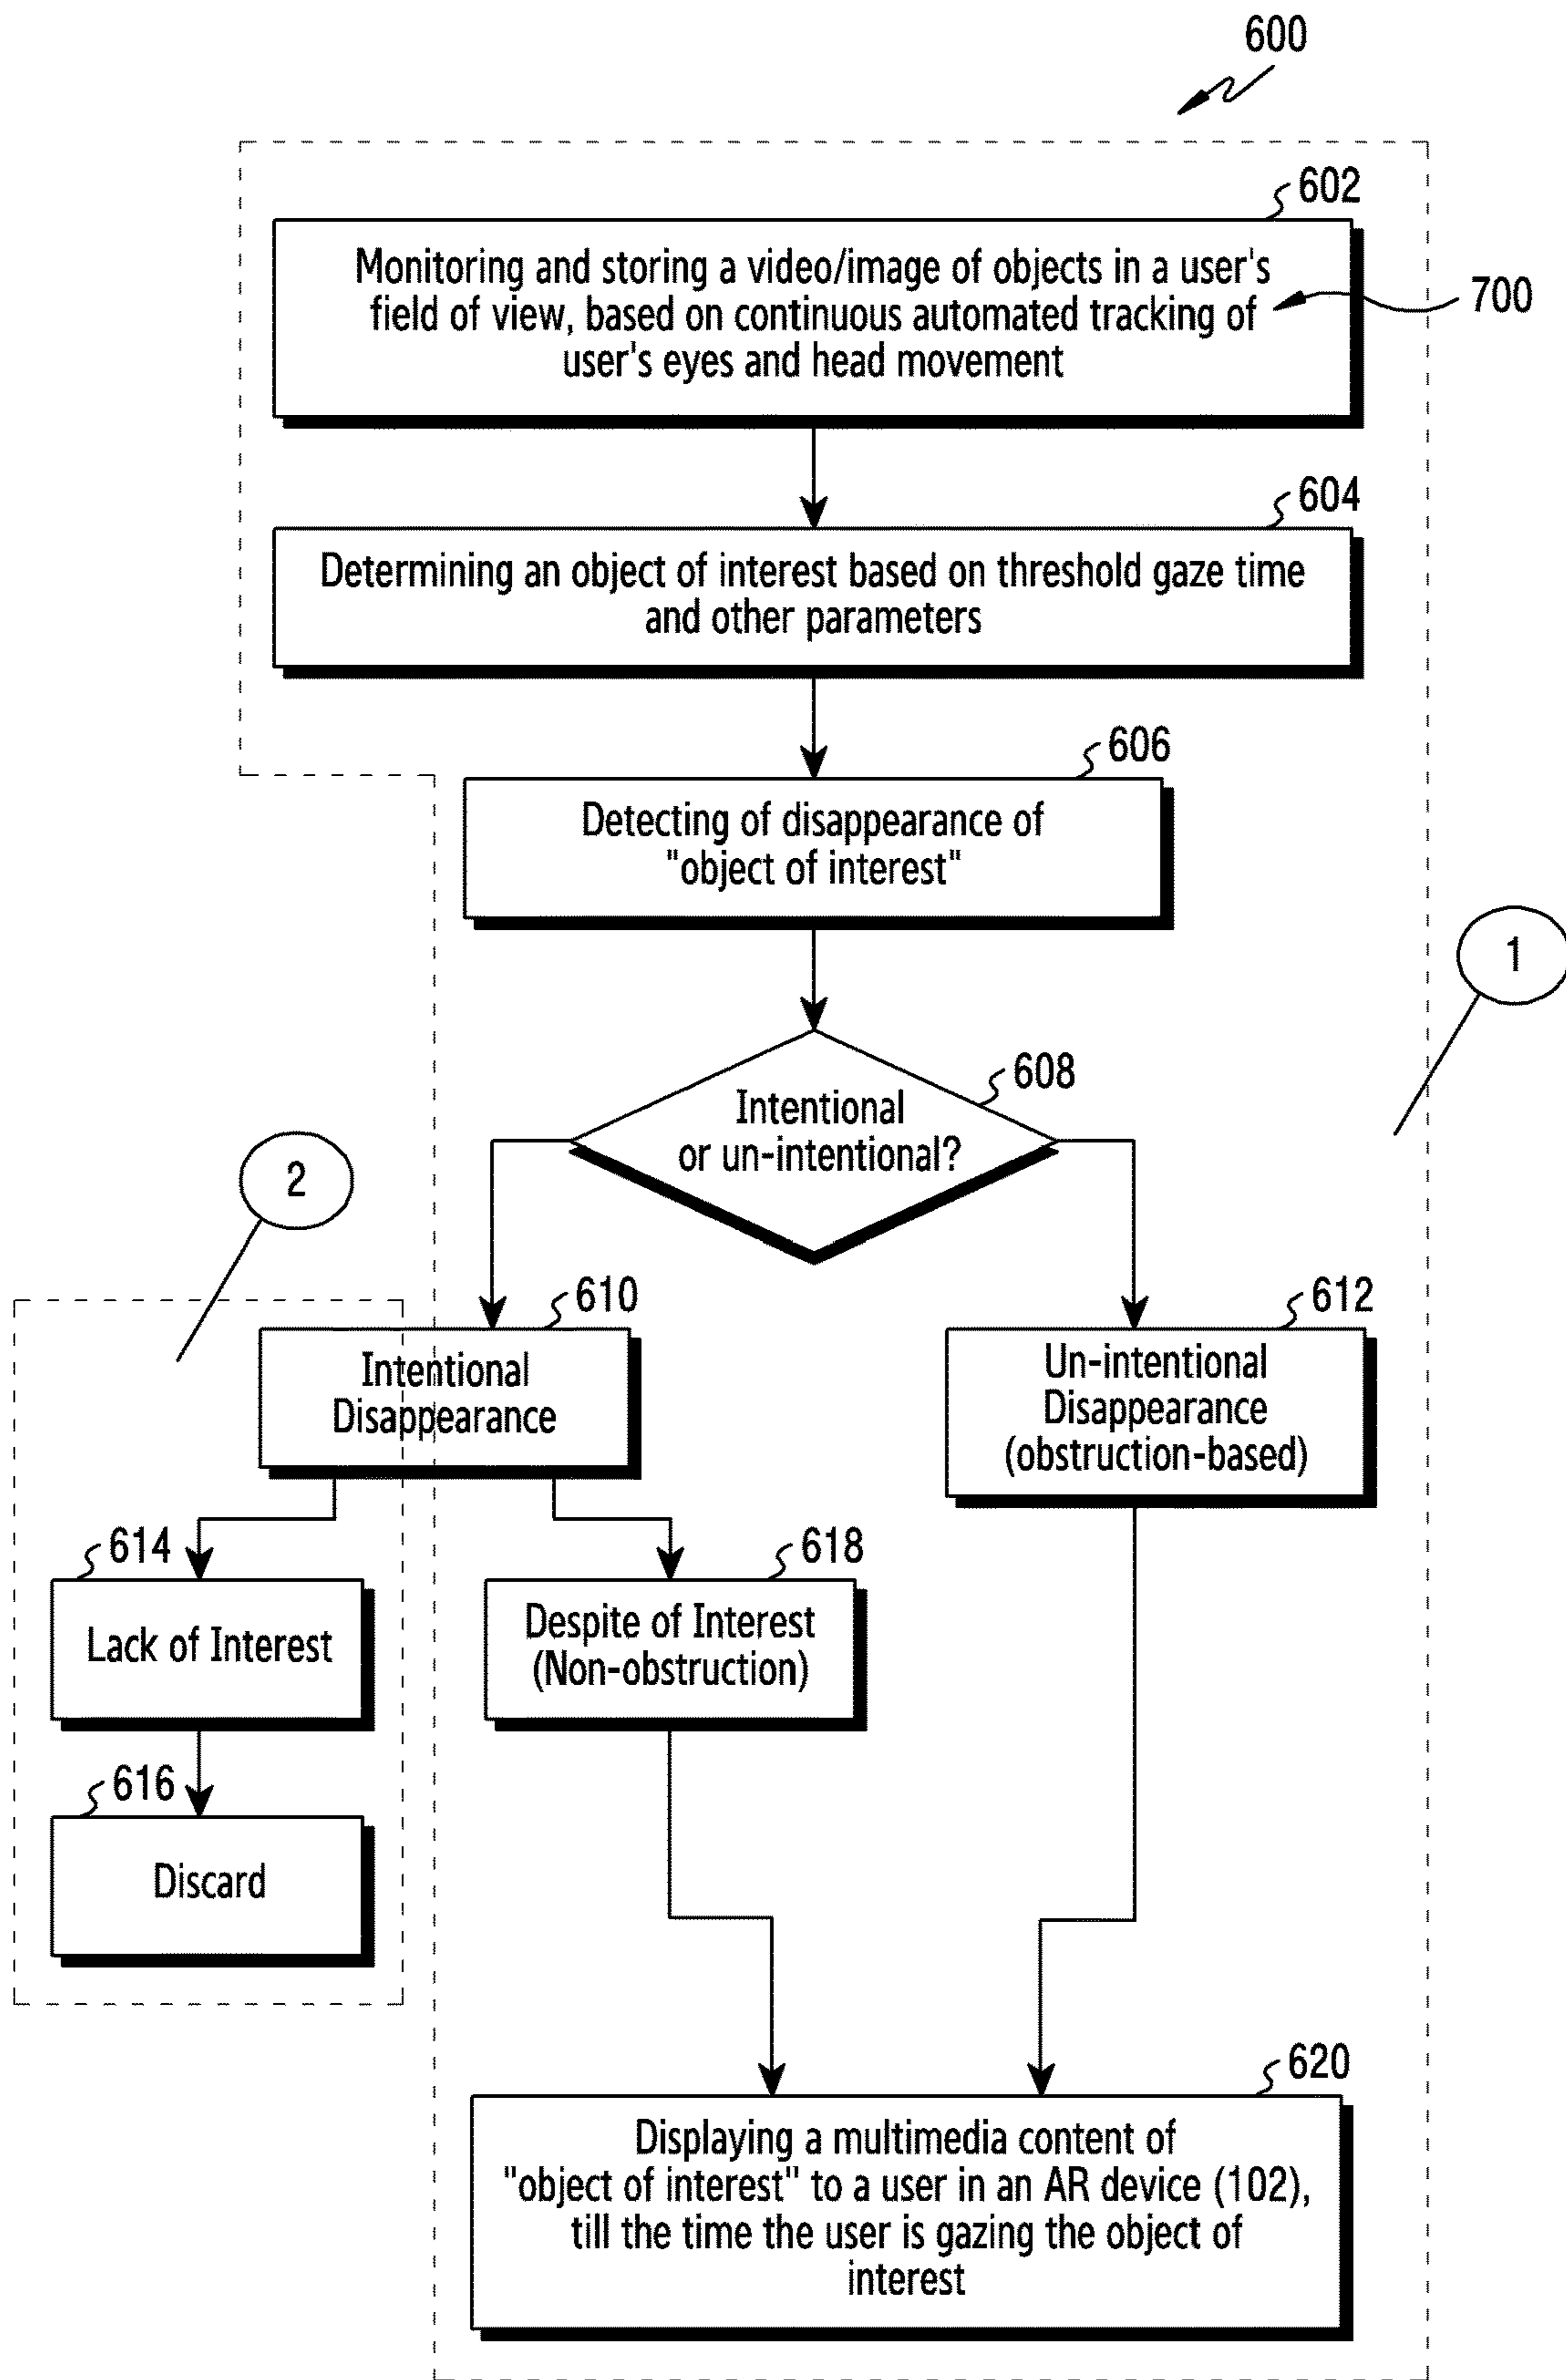 600
602
Monitoring and storing a video/image of objects in a user's
field of view, based on continuous automated tracking of
user's eyes and head movement
700
604
Determining an object of interest based on threshold gaze time
and other parameters
606
Detecting of disappearance of
"object of interest"
1
608
Intentional
or un-intentional?
2
610
Intentional
Disappearance
612
Un-intentional
Disappearance
(obstruction-based)
614
Lack of Interest
618
Despite of Interest
(Non-obstruction)
616
Discard
620
Displaying a multimedia content of
"object of interest" to a user in an AR device (102),
till the time the user is gazing the object of
interest